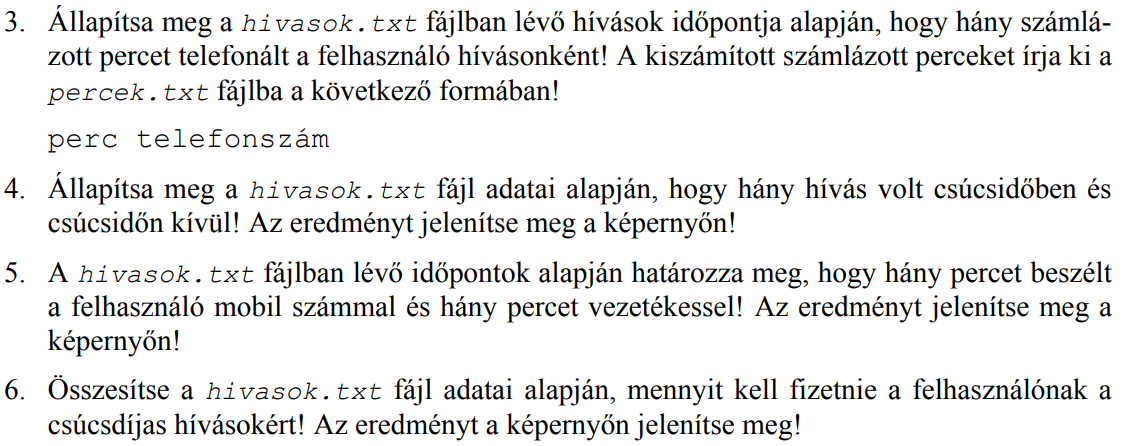 3. Állapítsa meg a hivasok.txt fájlban lévő hívások időpontja alapján, hogy hány számlá-
zott percet telefonált a felhasználó hívásonként! A kiszámított számlázott perceket írja ki a
percek.txt fájlba a következő formában!
perc telefonszám
4. Állapítsa meg a hivasok.txt fájl adatai alapján, hogy hány hívás volt csúcsidőben és
csúcsidőn kívül! Az eredményt jelenítse meg a képernyőn!
5. A hivasok.txt fájlban lévő időpontok alapján határozza meg, hogy hány percet beszélt
a felhasználó mobil számmal és hány percet vezetékessel! Az eredményt jelenítse meg a
képernyőn!
6. Összesítse a hivasok.txt fájl adatai alapján, mennyit kell fizetnie a felhasználónak a
csúcsdíjas hívásokért! Az eredményt a képernyőn jelenítse meg!